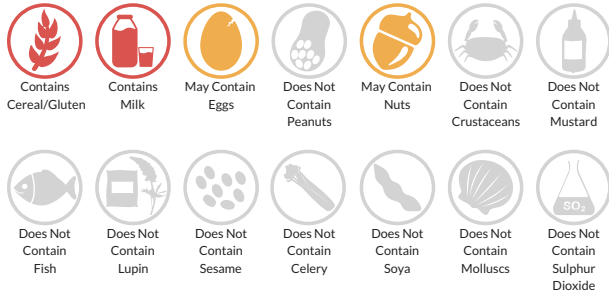 Contains
Cereal/Gluten
Contains
Milk
May Contain
Eggs
Does Not
Contain
Peanuts
May Contain
Nuts
Does Not
Contain
Crustaceans
Does Not
Contain
Mustard
Does Not
Contain
Fish
Does Not
Contain
Lupin
Does Not
Contain
Sesame
Does Not
Contain
Celery
Does Not
Contain
Soya
Does Not
Contain
Molluscs
SO₂
Does Not
Contain
Sulphur
Dioxide